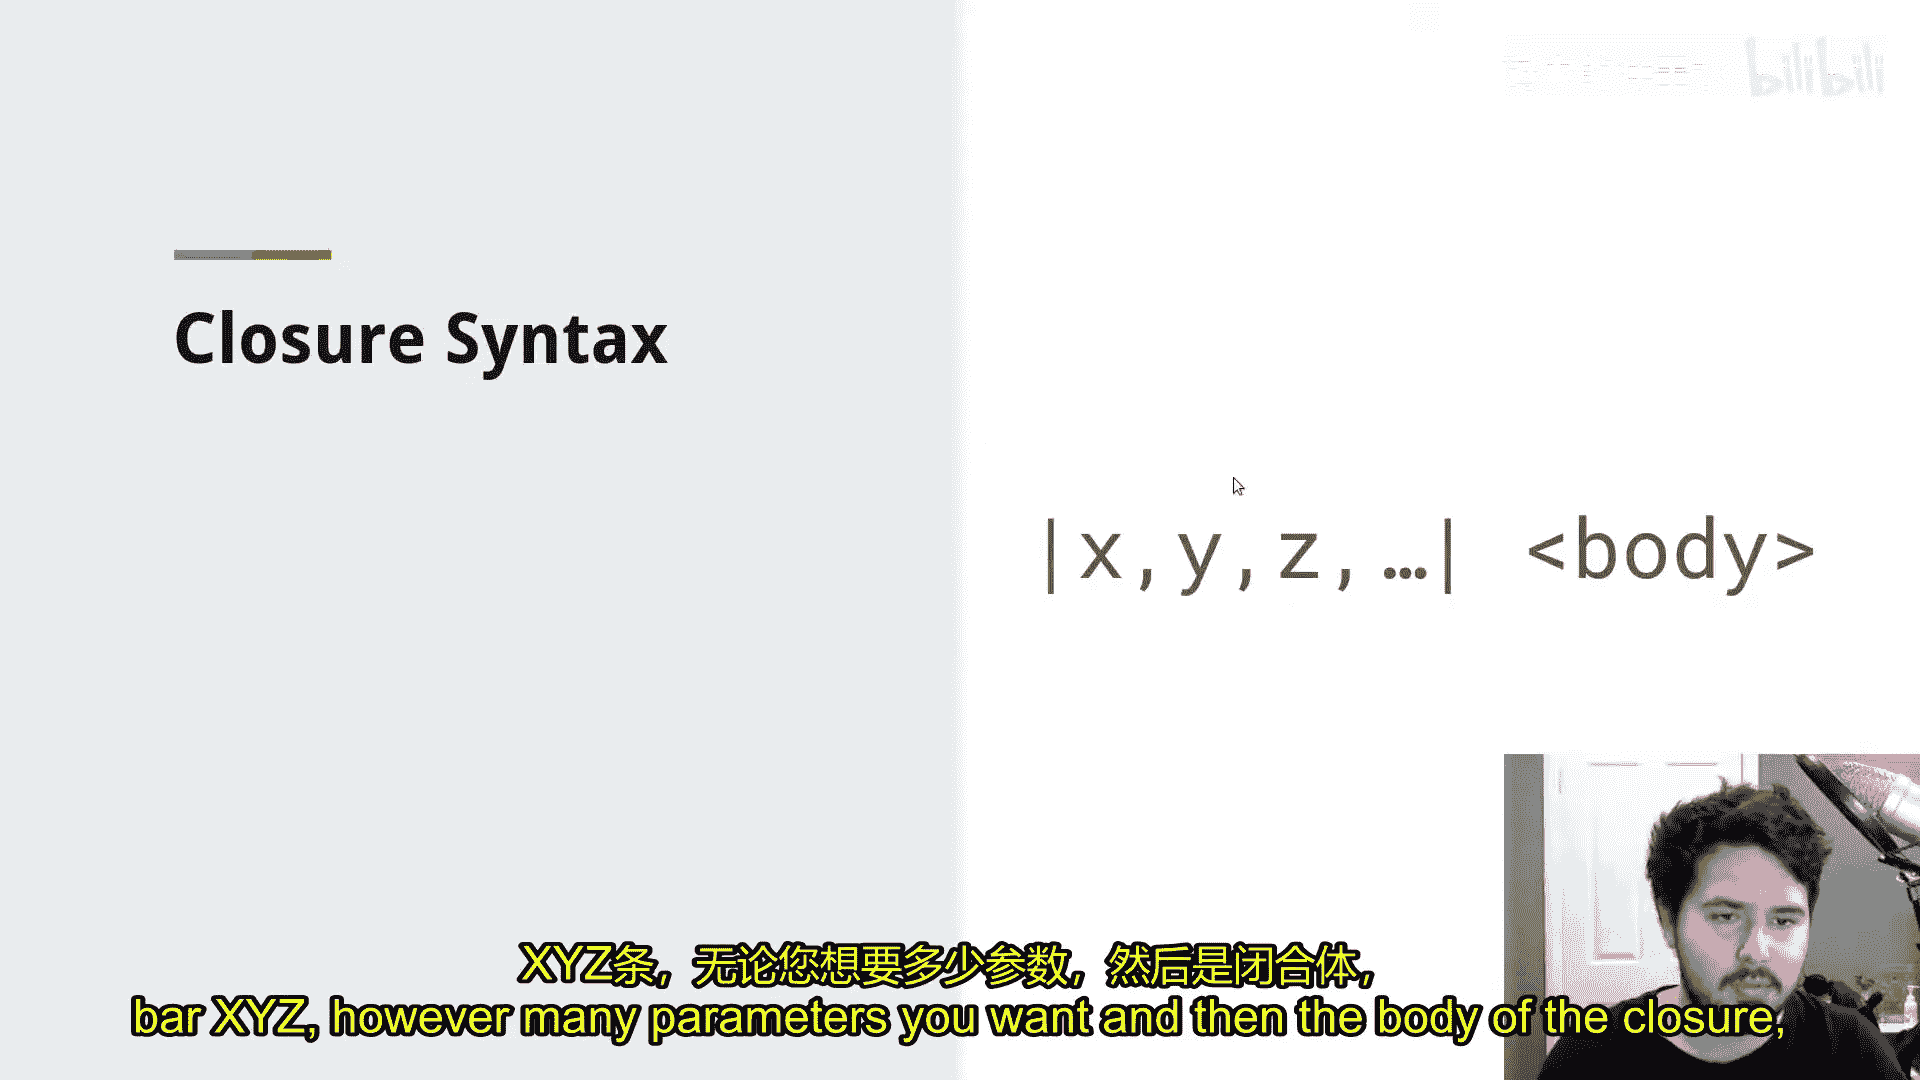 bilibili
Closure Syntax
|x,y,z,…| <body>
XYZ条，无论您想要多少参数，然后是闭合体，
bar XYZ, however many parameters you want and then the body of the closure,